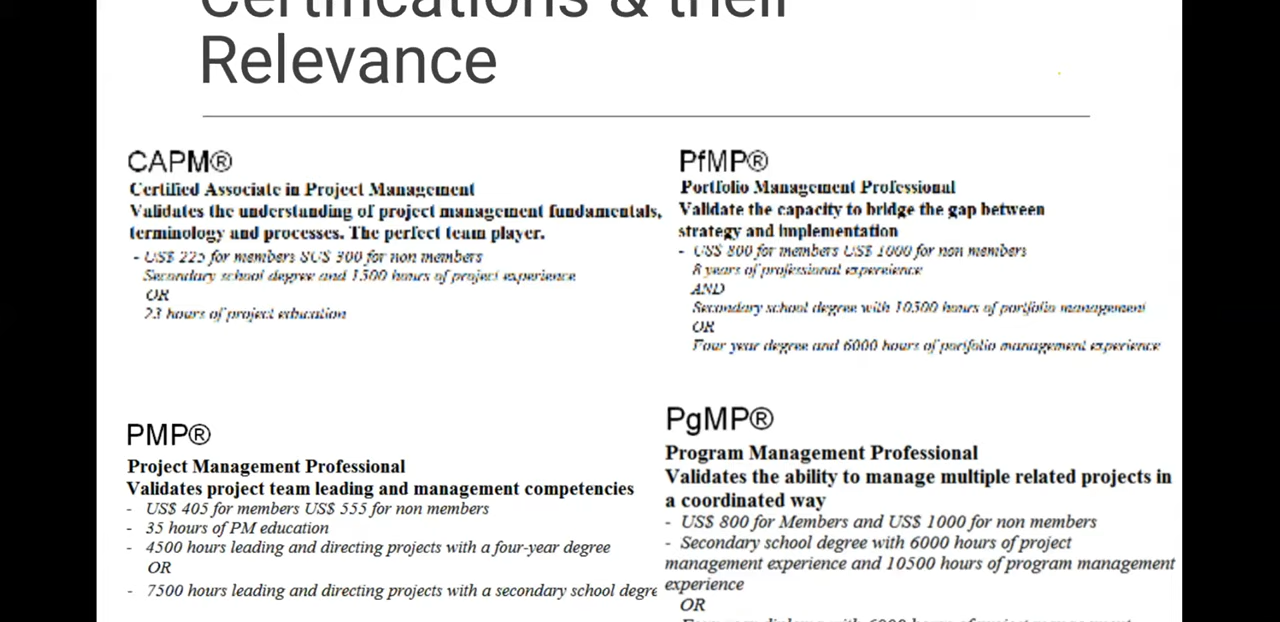 Certifications & their
Relevance
CAPM®
Certified Associate in Project Management
Validates the understanding of project management fundamentals,
terminology and processes. The perfect team player.
- US$ 225 for members SUS 300 for non members
Secondary school degree and 1500 hours of project experience
OR
23 hours of project education
PfMP®
Portfolio Management Professional
Validate the capacity to bridge the gap between
strategy and implementation
- US$ 800 for members US$ 1000 for non members
8 years of professional experience
AND
Secondary school degree with 10500 hours of portfolio management
OR
Four year degree and 6000 hours of portfolio management experience
PMP®
Project Management Professional
Validates project team leading and management competencies
- US$ 405 for members US$ 555 for non members
- 35 hours of PM education
- 4500 hours leading and directing projects with a four-year degree
OR
- 7500 hours leading and directing projects with a secondary school degre
PgMP®
Program Management Professional
Validates the ability to manage multiple related projects in
a coordinated way
- US$ 800 for Members and US$ 1000 for non members
- Secondary school degree with 6000 hours of project
management experience and 10500 hours of program management
experience
OR